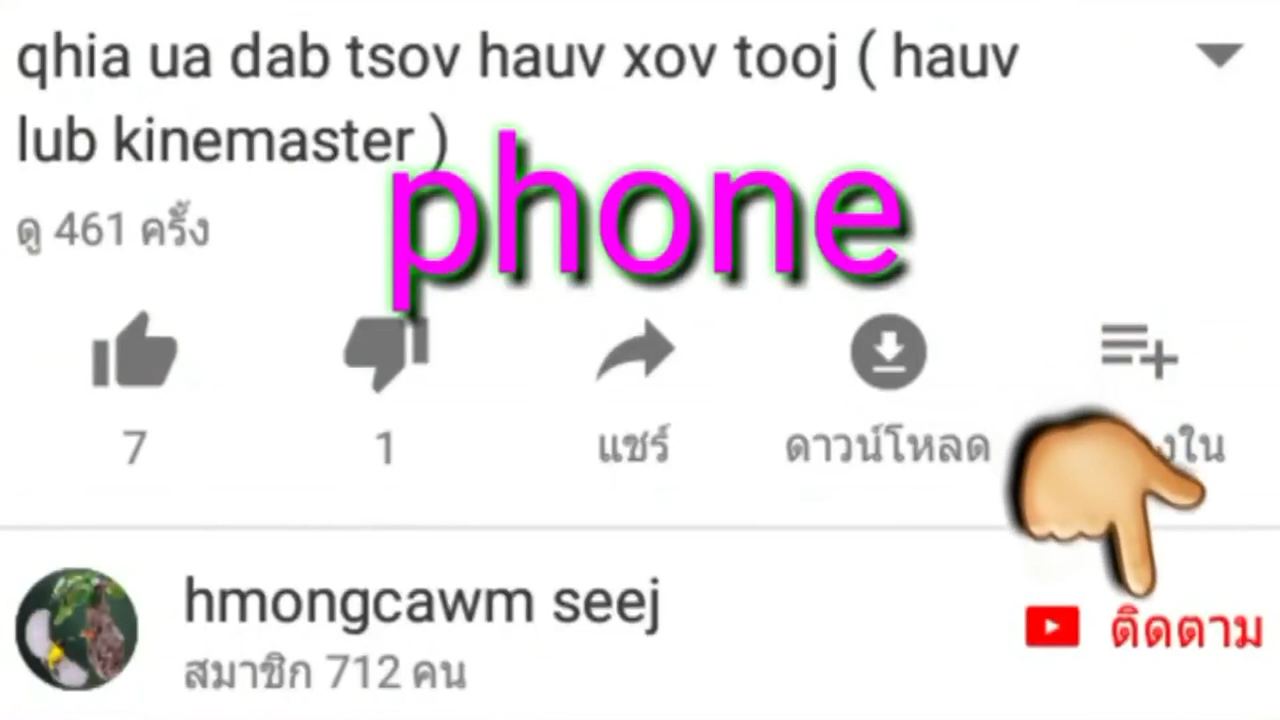 qhia ua dab tsov hauv xov tooj ( hauv
lub kinemaster )
phone
ดู 461 ครั้ง
7
1
แชร์
ดาวน์โหลด
hmongcawm seej
สมาชิก 712 คน
ติดตาม